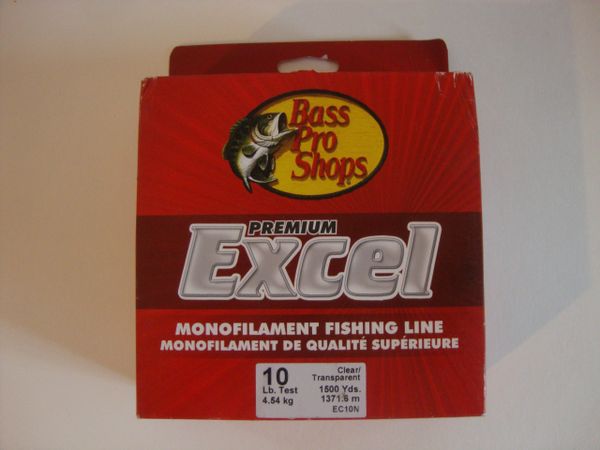 Bass
Pro
Shops
PREMIUM
Excel
MONOFILAMENT FISHING LINE
MONOFILAMENT DE QUALITÉ SUPÉRIEURE
10
Lb. Test
4.54 kg
Clear/
Transparent
1500 Yds.
1371.6 m
EC10N